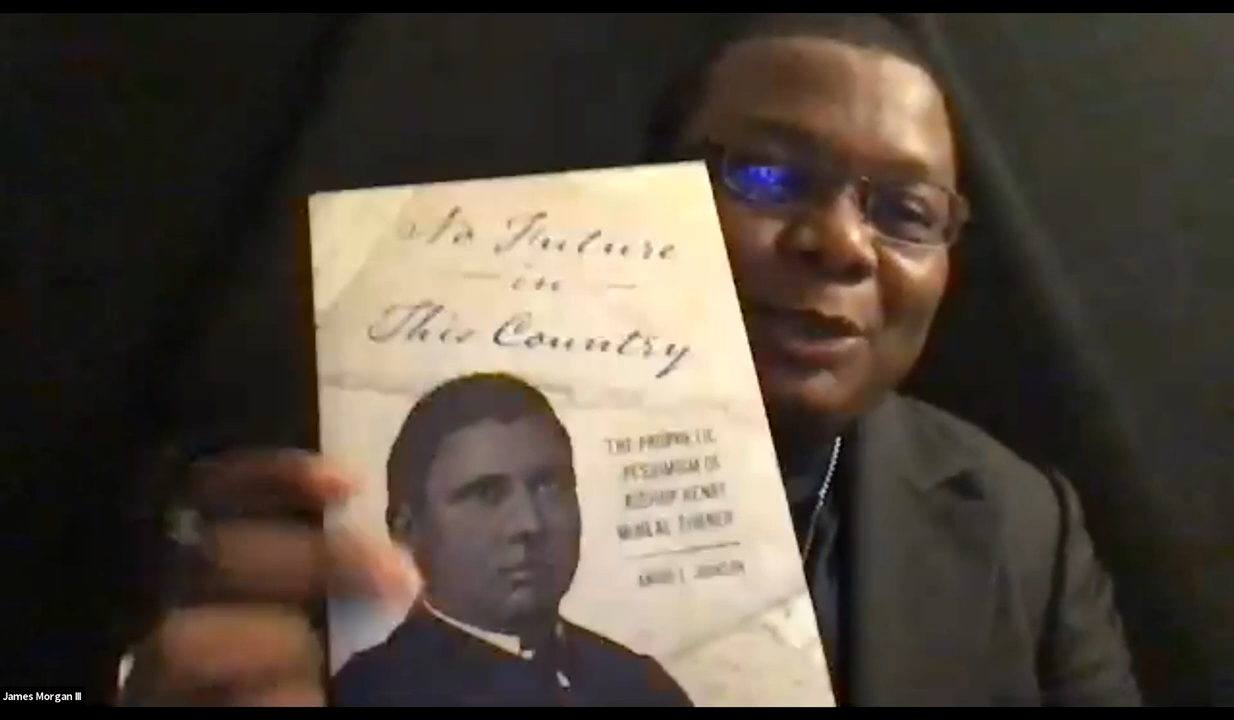 No Future
in
This Country
THE PROPHETIC
PESSIMISM OF
BISHOP HENRY
MCNEAL TURNER
ANDRE E. JOHNSON
James Morgan III